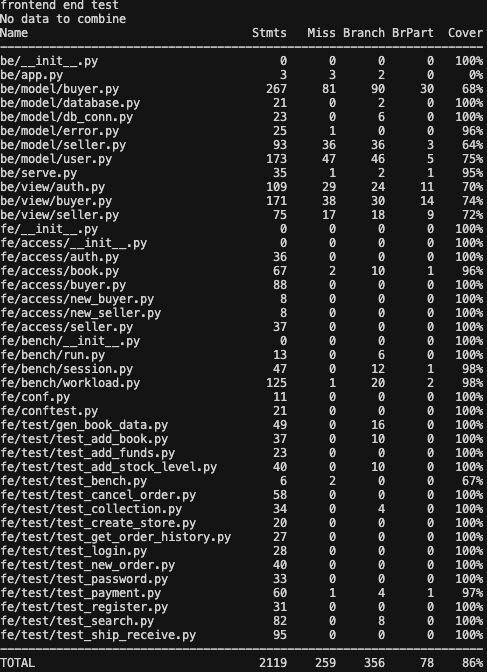 frontend end test
No data to combine
Name Stmts Miss Branch BrPart Cover
be/__init__.py 0 0 0 0 100%
be/app.py 3 3 2 0 0%
be/model/buyer.py 267 81 90 30 68%
be/model/database.py 21 0 2 0 100%
be/model/db_conn.py 23 0 6 0 100%
be/model/error.py 25 1 0 0 96%
be/model/seller.py 93 36 36 3 64%
be/model/user.py 173 47 46 5 75%
be/serve.py 35 1 2 1 95%
be/view/auth.py 109 29 24 11 70%
be/view/buyer.py 171 38 30 14 74%
be/view/seller.py 75 17 18 9 72%
fe/__init__.py 0 0 0 0 100%
fe/access/__init__.py 0 0 0 0 100%
fe/access/auth.py 36 0 0 0 100%
fe/access/book.py 67 2 10 1 96%
fe/access/buyer.py 88 0 0 0 100%
fe/access/new_buyer.py 8 0 0 0 100%
fe/access/new_seller.py 8 0 0 0 100%
fe/access/seller.py 37 0 0 0 100%
fe/bench/__init__.py 0 0 0 0 100%
fe/bench/run.py 13 0 6 0 100%
fe/bench/session.py 47 0 12 1 98%
fe/bench/workload.py 125 1 20 2 98%
fe/conf.py 11 0 0 0 100%
fe/conftest.py 21 0 0 0 100%
fe/test/gen_book_data.py 49 0 16 0 100%
fe/test/test_add_book.py 37 0 10 0 100%
fe/test/test_add_funds.py 23 0 0 0 100%
fe/test/test_add_stock_level.py 40 0 10 0 100%
fe/test/test_bench.py 6 2 0 0 67%
fe/test/test_cancel_order.py 58 0 0 0 100%
fe/test/test_collection.py 34 0 4 0 100%
fe/test/test_create_store.py 20 0 0 0 100%
fe/test/test_get_order_history.py 27 0 0 0 100%
fe/test/test_login.py 28 0 0 0 100%
fe/test/test_new_order.py 40 0 0 0 100%
fe/test/test_password.py 33 0 0 0 100%
fe/test/test_payment.py 60 1 4 1 97%
fe/test/test_register.py 31 0 0 0 100%
fe/test/test_search.py 82 0 8 0 100%
fe/test/test_ship_receive.py 95 0 0 0 100%
TOTAL 2119 259 356 78 86%